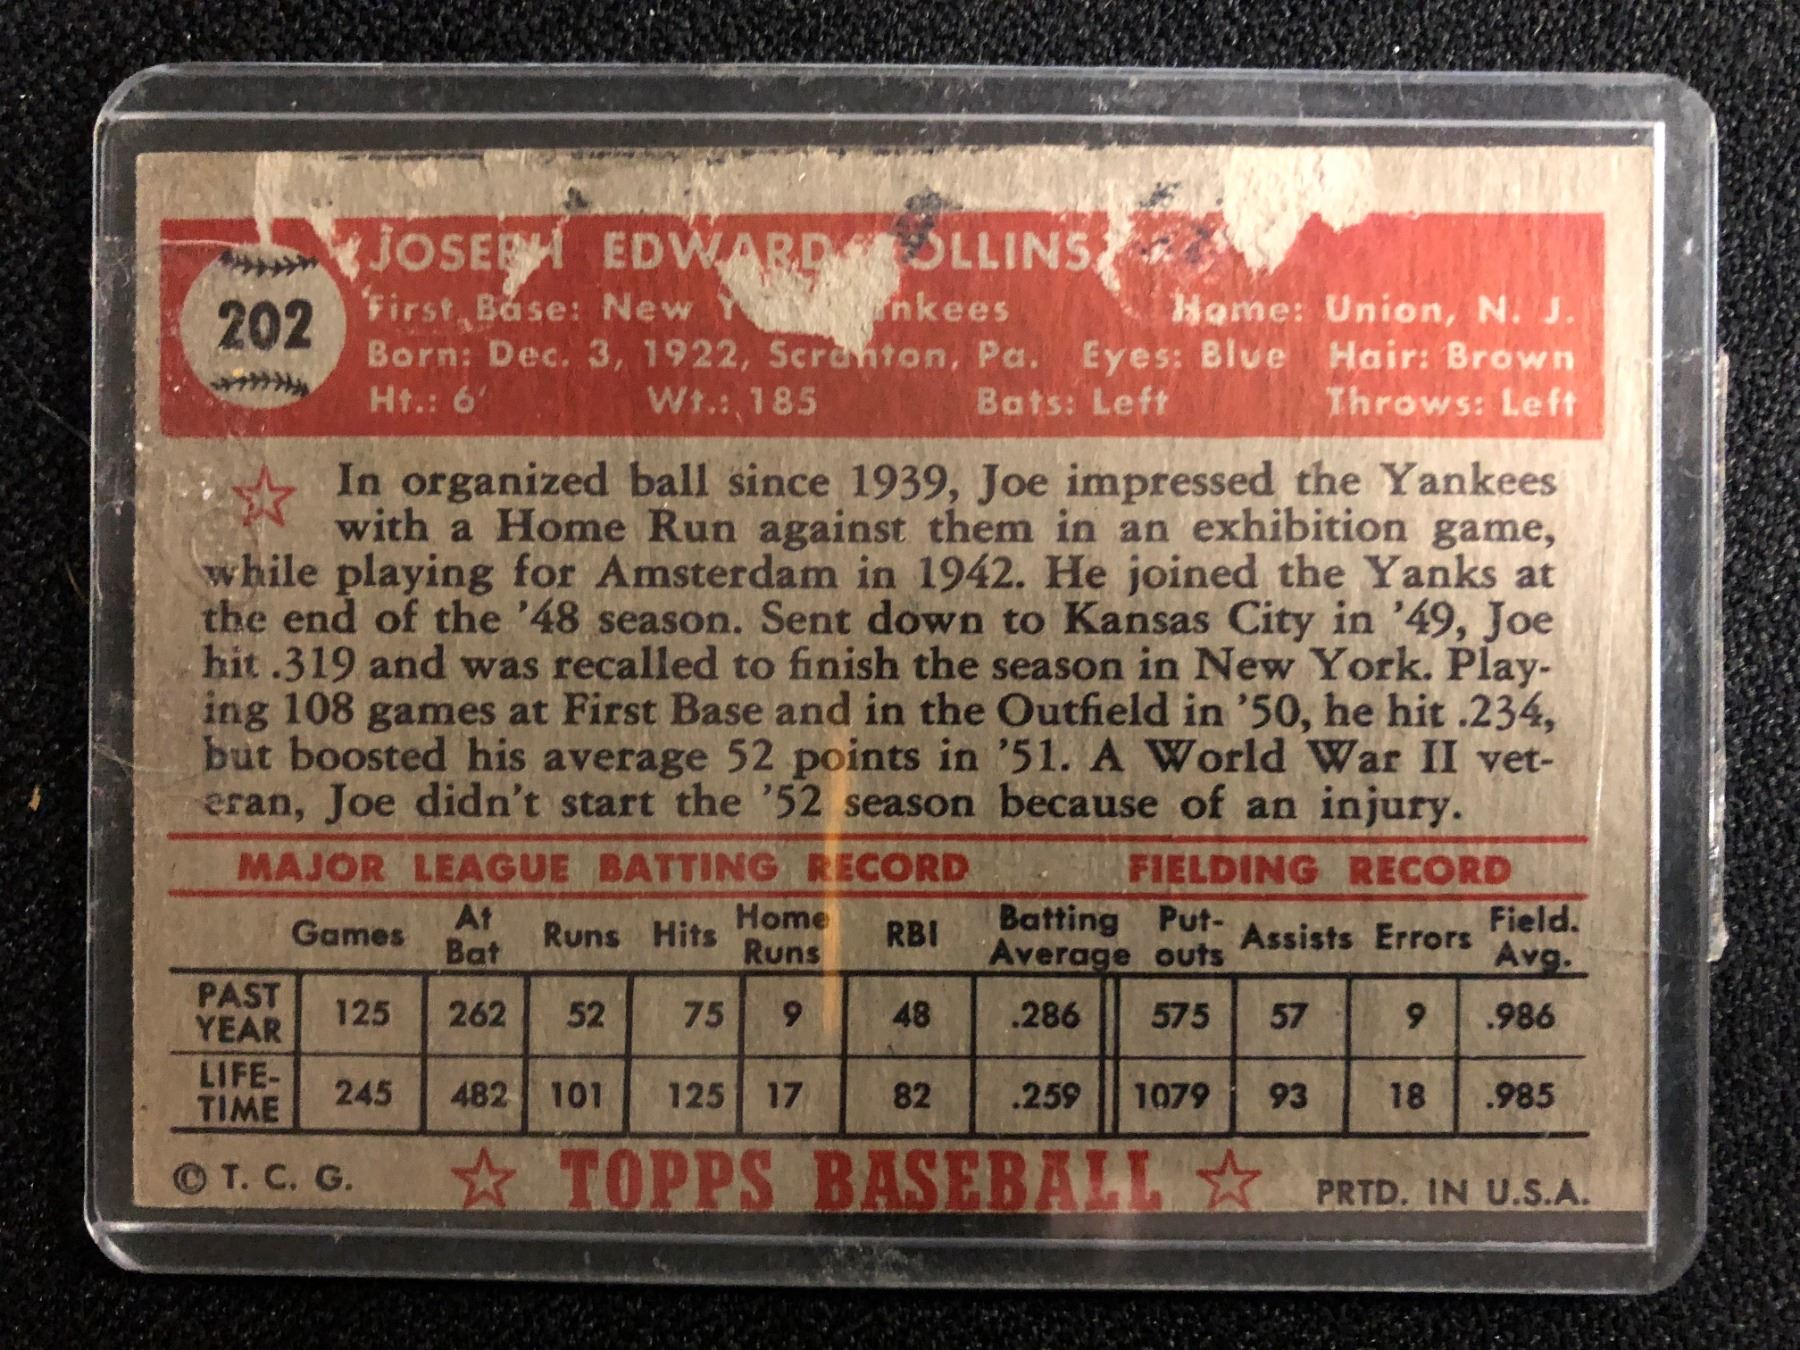 JOSEPH EDWARD COLLINS
202
First Base: New York Yankees Home: Union, N. J.
Born: Dec. 3, 1922, Scranton, Pa. Eyes: Blue Hair: Brown
Ht.: 6' Wt.: 185 Bats: Left Throws: Left
In organized ball since 1939, Joe impressed the Yankees
with a Home Run against them in an exhibition game,
while playing for Amsterdam in 1942. He joined the Yanks at
the end of the '48 season. Sent down to Kansas City in '49, Joe
hit .319 and was recalled to finish the season in New York. Play-
ing 108 games at First Base and in the Outfield in '50, he hit .234,
but boosted his average 52 points in '51. A World War II vet-
eran, Joe didn't start the '52 season because of an injury.
MAJOR LEAGUE BATTING RECORD FIELDING RECORD
Games At Bat Runs Hits Home Runs RBI Batting Average Put-outs Assists Errors Field. Avg.
PAST YEAR 125 262 52 75 9 48 .286 575 57 9 .986
LIFE-TIME 245 482 101 125 17 82 .259 1079 93 18 .985
© T. C. G. TOPPS BASEBALL PRTD. IN U.S.A.